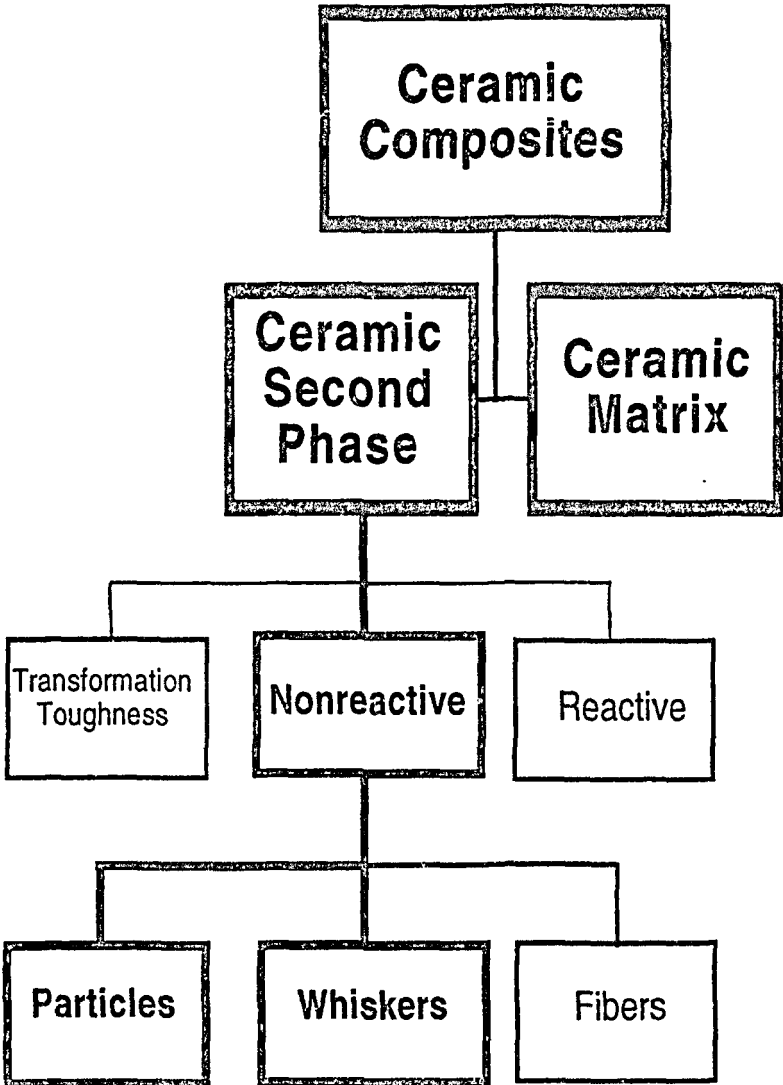 Ceramic
Composites
Ceramic
Second
Phase
Ceramic
Matrix
Transformation
Toughness
Nonreactive
Reactive
Particles
Whiskers
Fibers